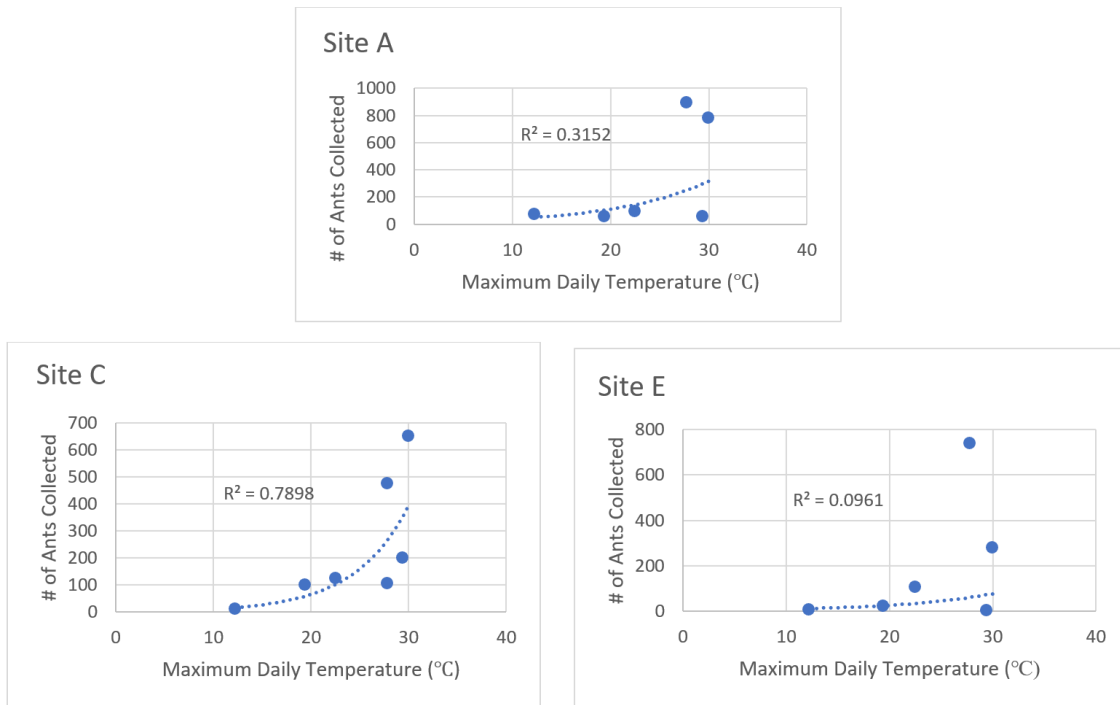 Site A
# of Ants Collected
1000
800
600
400
200
0
R² = 0.3152
0 10 20 30 40
Maximum Daily Temperature (℃)
Site C
# of Ants Collected
700
600
500
400
300
200
100
0
R² = 0.7898
0 10 20 30 40
Maximum Daily Temperature (℃)
Site E
# of Ants Collected
800
600
400
200
0
R² = 0.0961
0 10 20 30 40
Maximum Daily Temperature (℃)